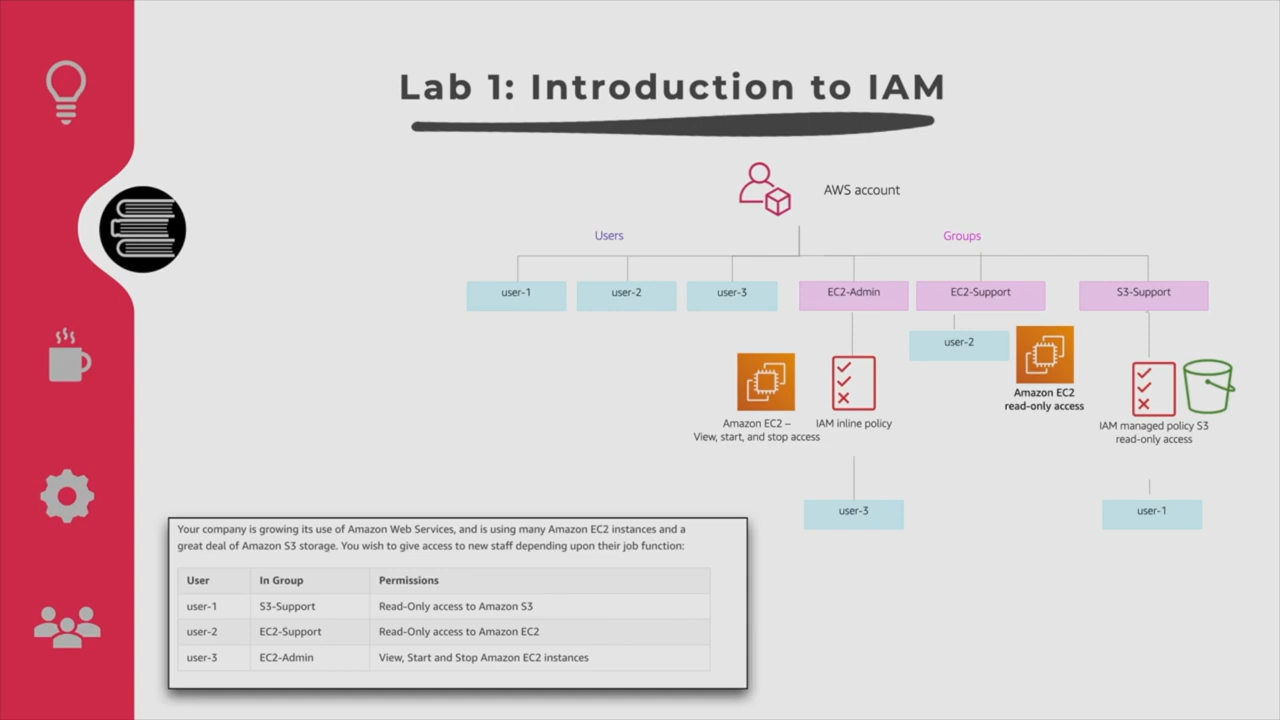 Lab 1: Introduction to IAM
AWS account
Users
Groups
user-1
user-2
user-3
EC2-Admin
EC2-Support
S3-Support
user-2
Amazon EC2
read-only access
Amazon EC2 –
View, start, and stop access
IAM inline policy
IAM managed policy S3
read-only access
user-3
user-1
Your company is growing its use of Amazon Web Services, and is using many Amazon EC2 instances and a
great deal of Amazon S3 storage. You wish to give access to new staff depending upon their job function:
User In Group Permissions
user-1 S3-Support Read-Only access to Amazon S3
user-2 EC2-Support Read-Only access to Amazon EC2
user-3 EC2-Admin View, Start and Stop Amazon EC2 instances